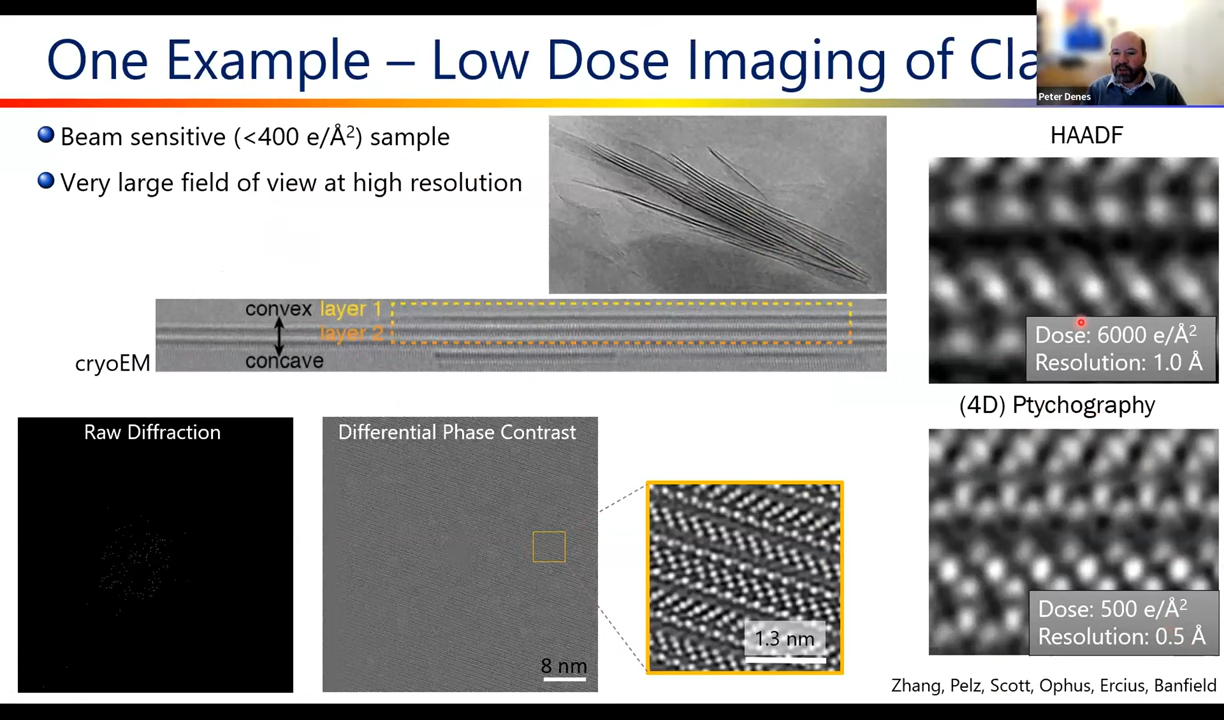 One Example – Low Dose Imaging of Cla
Peter Denes
Beam sensitive (<400 e/Å²) sample
Very large field of view at high resolution
convex layer 1
layer 2
concave
cryoEM
HAADF
Dose: 6000 e/Å²
Resolution: 1.0 Å
(4D) Ptychography
Dose: 500 e/Å²
Resolution: 0.5 Å
Raw Diffraction
Differential Phase Contrast
8 nm
1.3 nm
Zhang, Pelz, Scott, Ophus, Ercius, Banfield